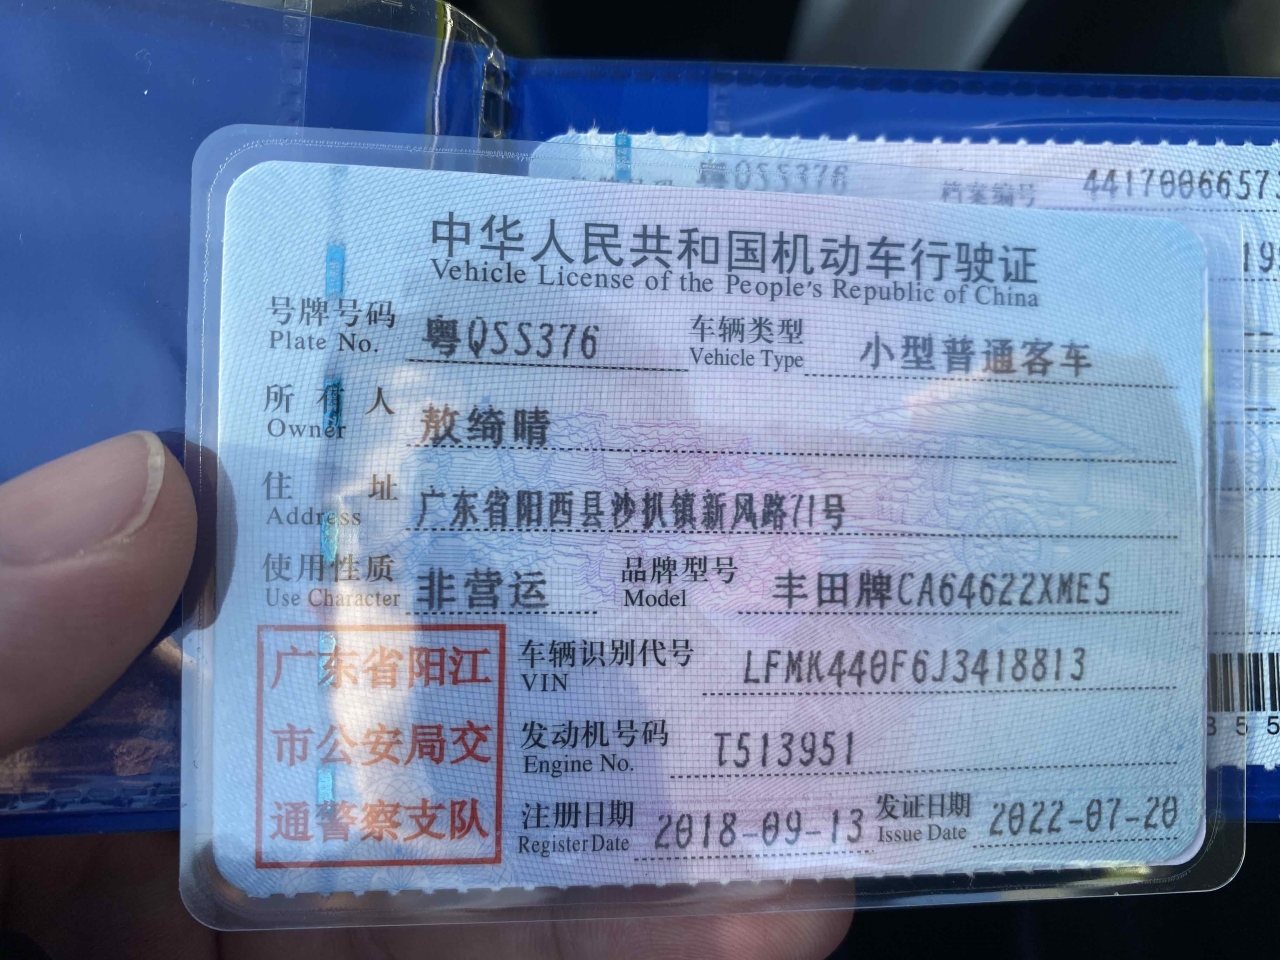 粤QSS376 档案编号 4417006657
中华人民共和国机动车行驶证
Vehicle License of the People's Republic of China
号牌号码 粤QSS376 车辆类型 小型普通客车
Plate No. Vehicle Type
所有人 敖绮晴
Owner
住址 广东省阳西县沙扒镇新风路71号
Address
使用性质 非营运 品牌型号 丰田牌CA64622XME5
Use Character Model
广东省阳江
市公安局交
通警察支队
车辆识别代号 LFMK440F6J3418813
VIN
发动机号码 T513951
Engine No.
注册日期 2018-09-13 发证日期 2022-07-20
Register Date Issue Date